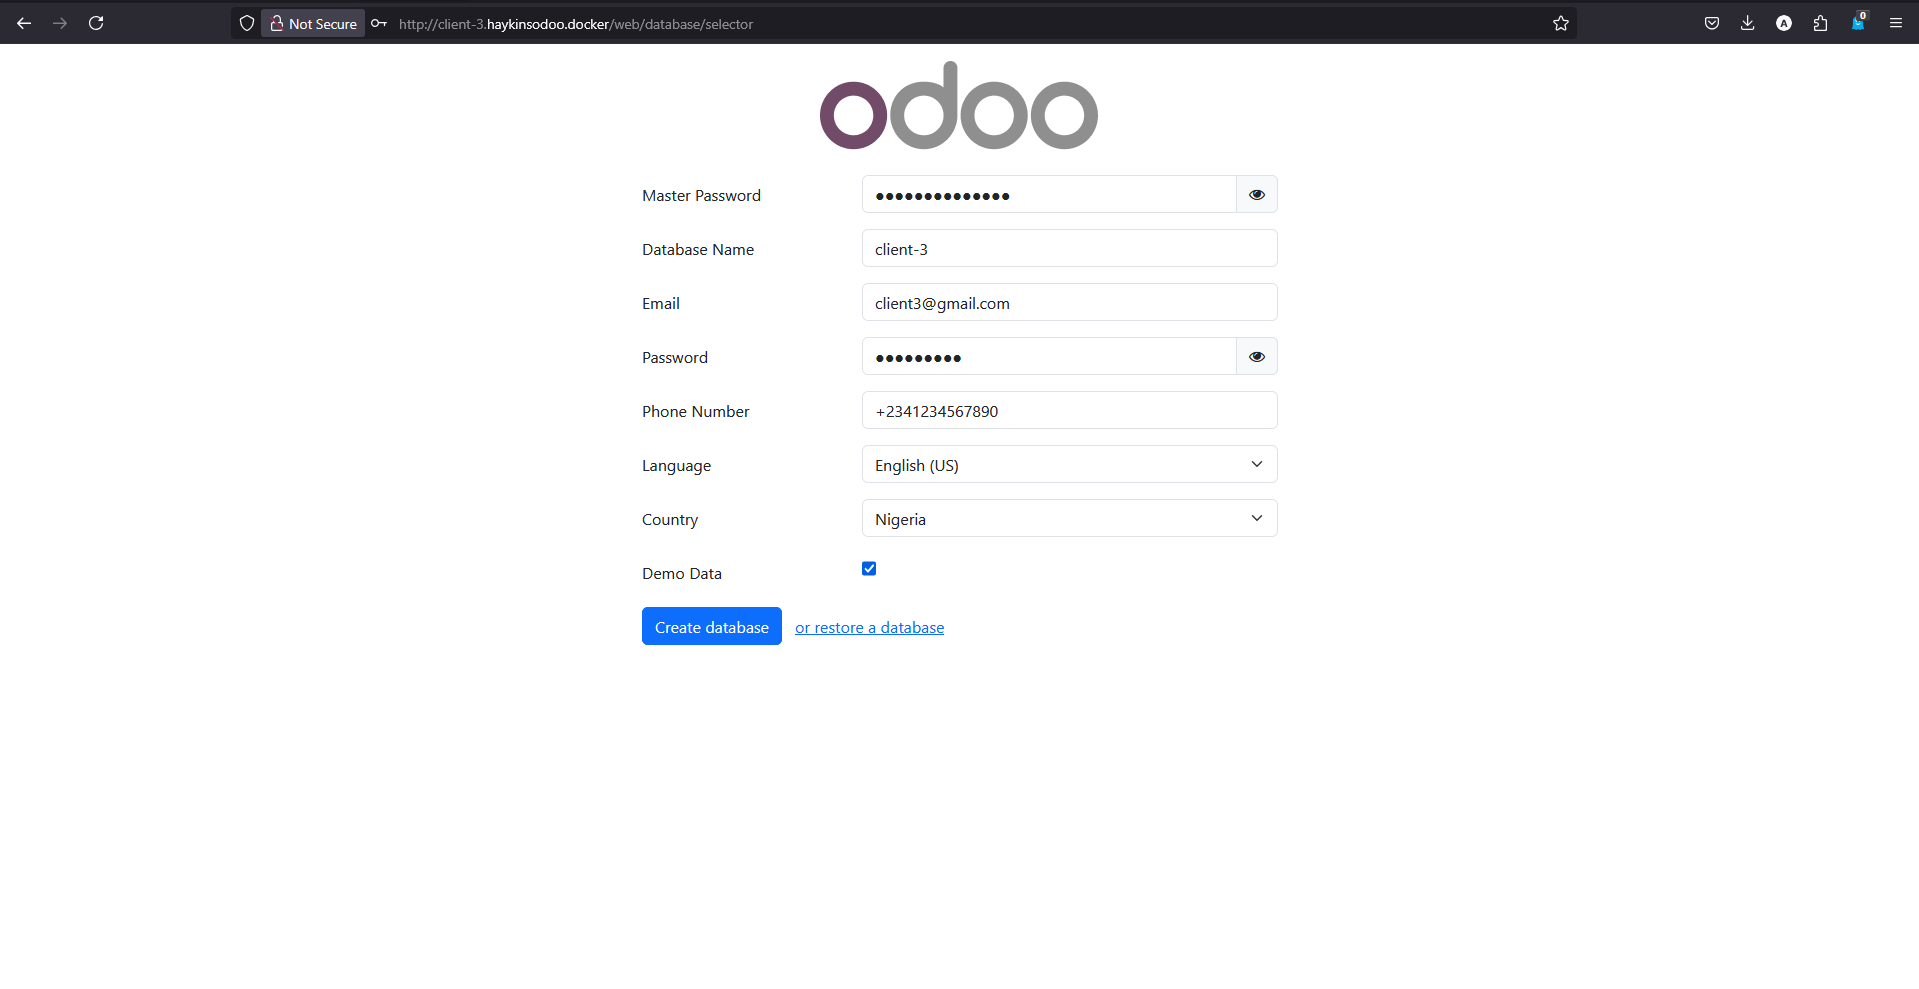 Not Secure
http://client-3.haykinsodoo.docker/web/database/selector
A
0
odoo
Master Password
●●●●●●●●●●●●●●
Database Name
client-3
Email
client3@gmail.com
Password
●●●●●●●●●
Phone Number
+2341234567890
Language
English (US)
Country
Nigeria
Demo Data
Create database or restore a database